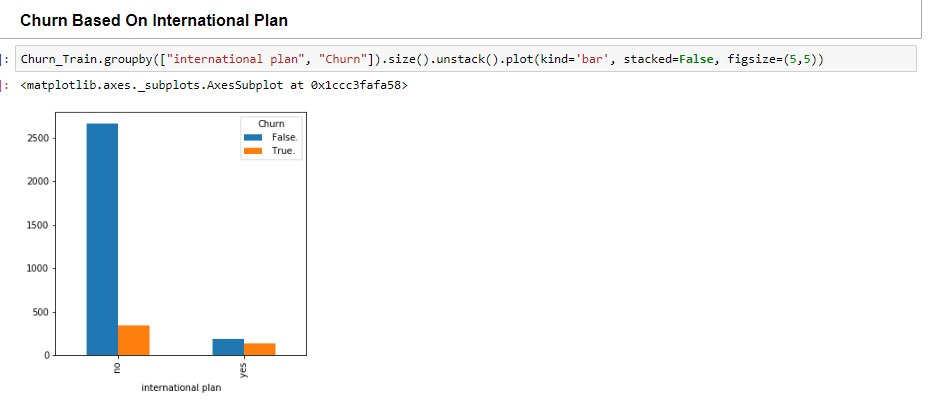 Churn Based On International Plan
]: Churn_Train.groupby(["international plan", "Churn"]).size().unstack().plot(kind='bar', stacked=False, figsize=(5,5))
]: <matplotlib.axes._subplots.AxesSubplot at 0x1ccc3fafa58>
Churn
False.
True.
2500
2000
1500
1000
500
0
no
yes
international plan